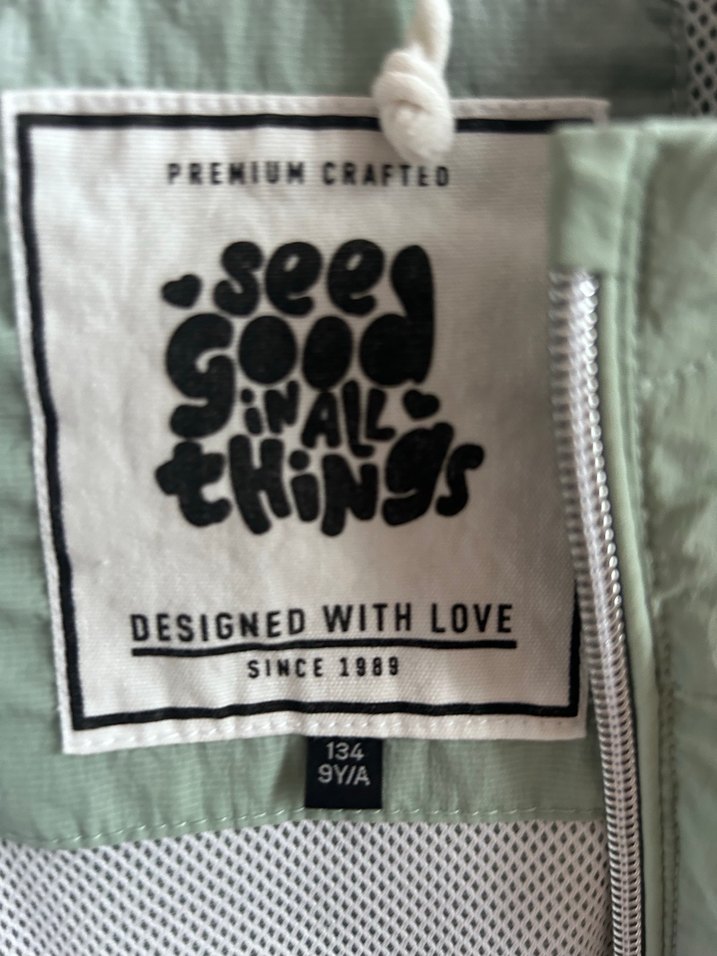 PREMIUM CRAFTED
see
Good
iN ALL
tHiNgs
DESIGNED WITH LOVE
SINCE 1989
134
9Y/A